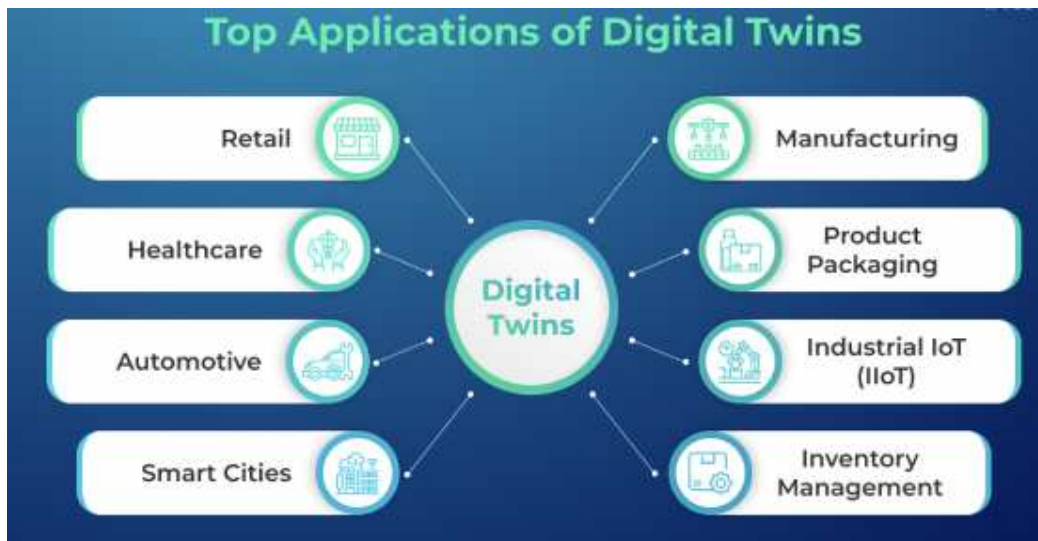 Top Applications of Digital Twins
Retail
Healthcare
Automotive
Smart Cities
Digital
Twins
Manufacturing
Product
Packaging
Industrial IoT
(IIoT)
Inventory
Management